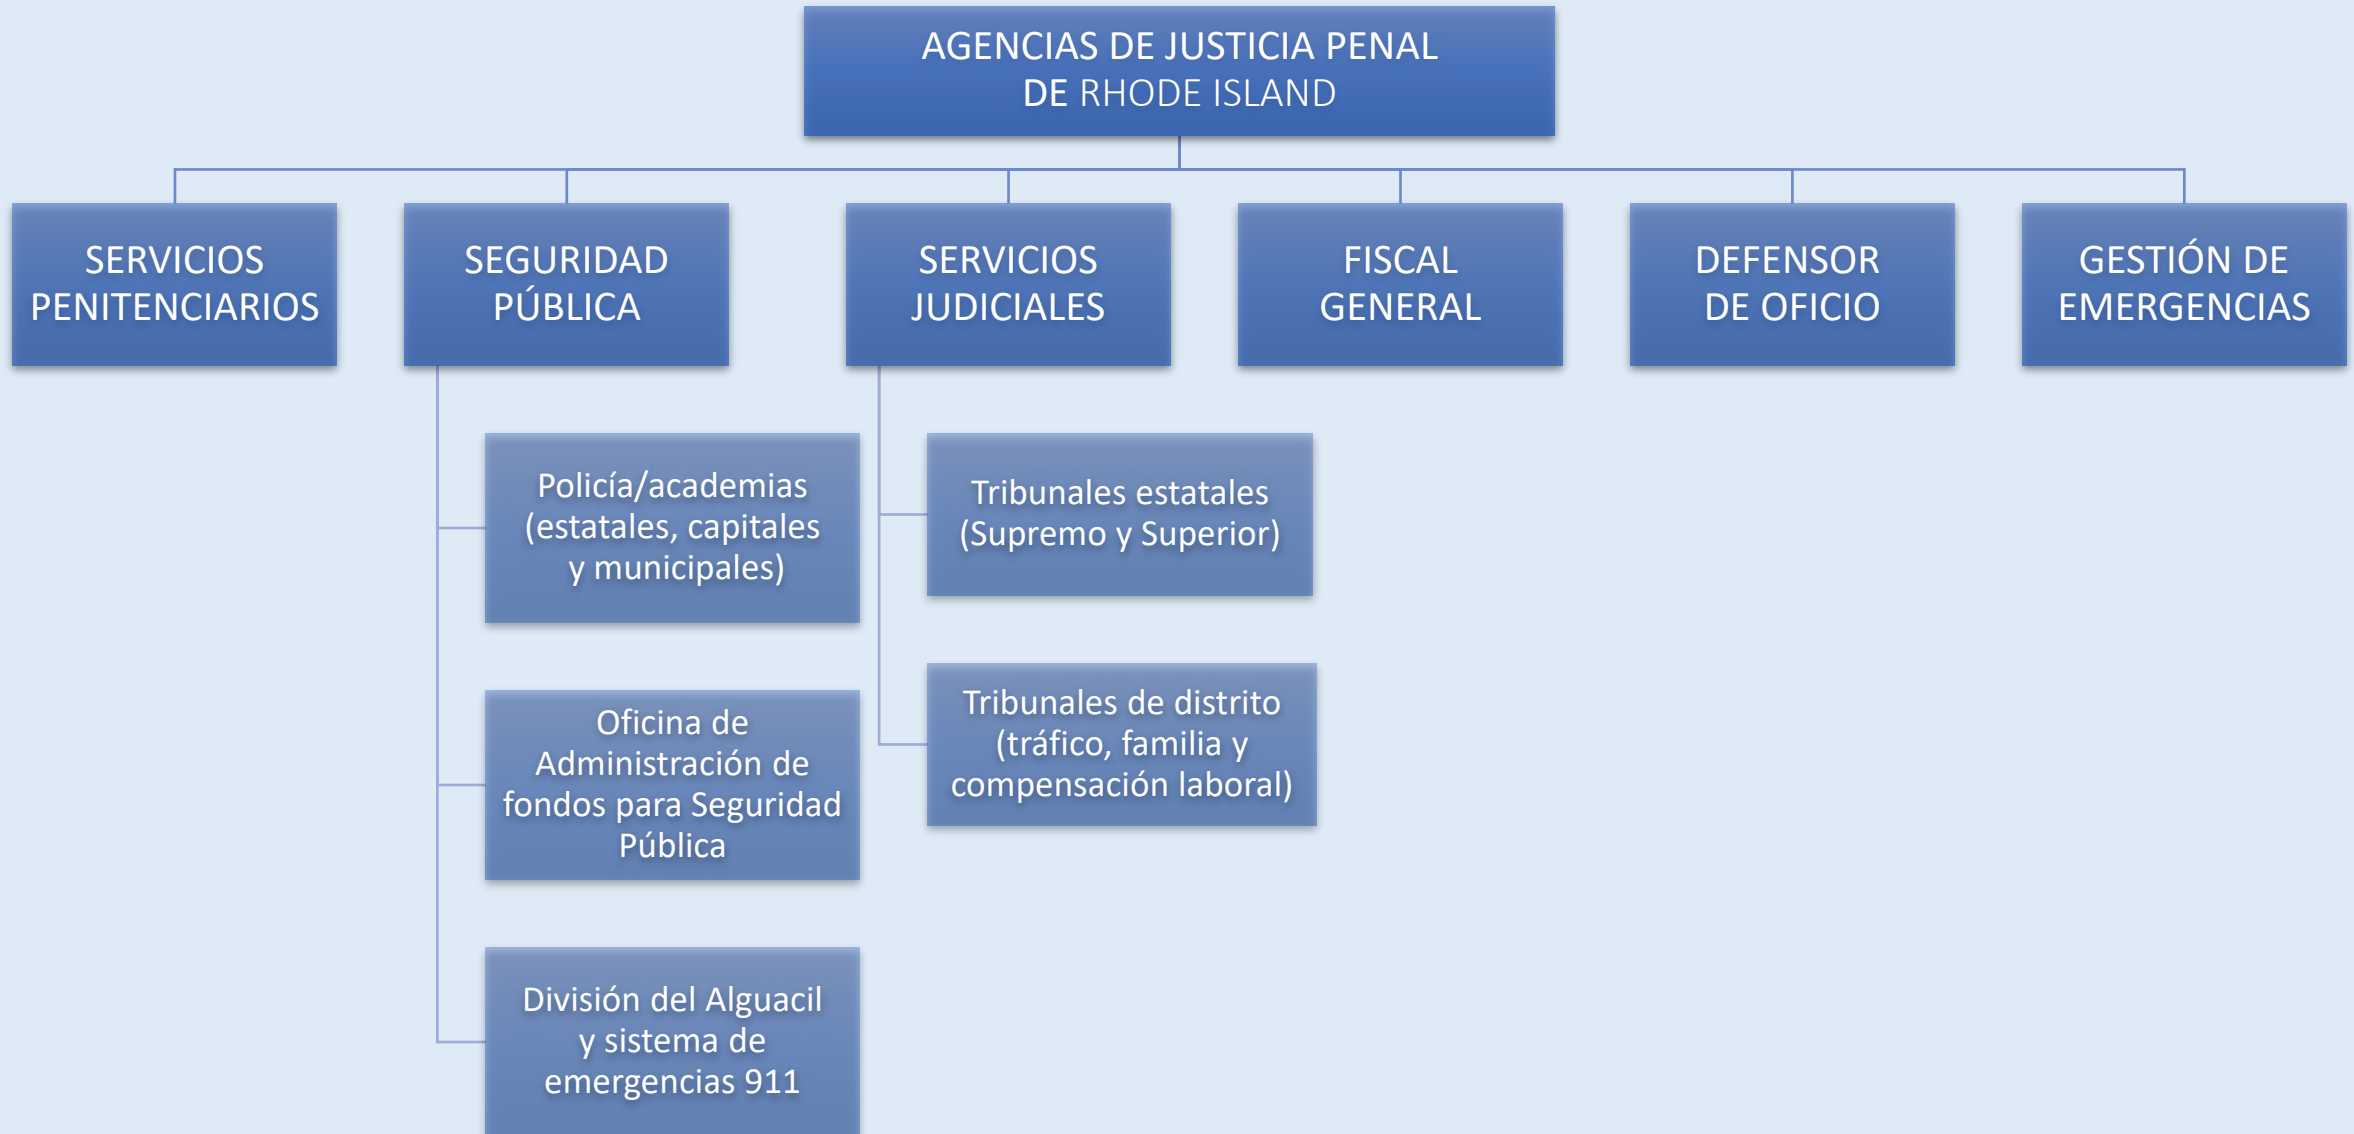 AGENCIAS DE JUSTICIA PENAL
DE RHODE ISLAND
SERVICIOS
PENITENCIARIOS
SEGURIDAD
PÚBLICA
SERVICIOS
JUDICIALES
FISCAL
GENERAL
DEFENSOR
DE OFICIO
GESTIÓN DE
EMERGENCIAS
Policía/academias
(estatales, capitales
y municipales)
Oficina de
Administración de
fondos para Seguridad
Pública
División del Alguacil
y sistema de
emergencias 911
Tribunales estatales
(Supremo y Superior)
Tribunales de distrito
(tráfico, familia y
compensación laboral)